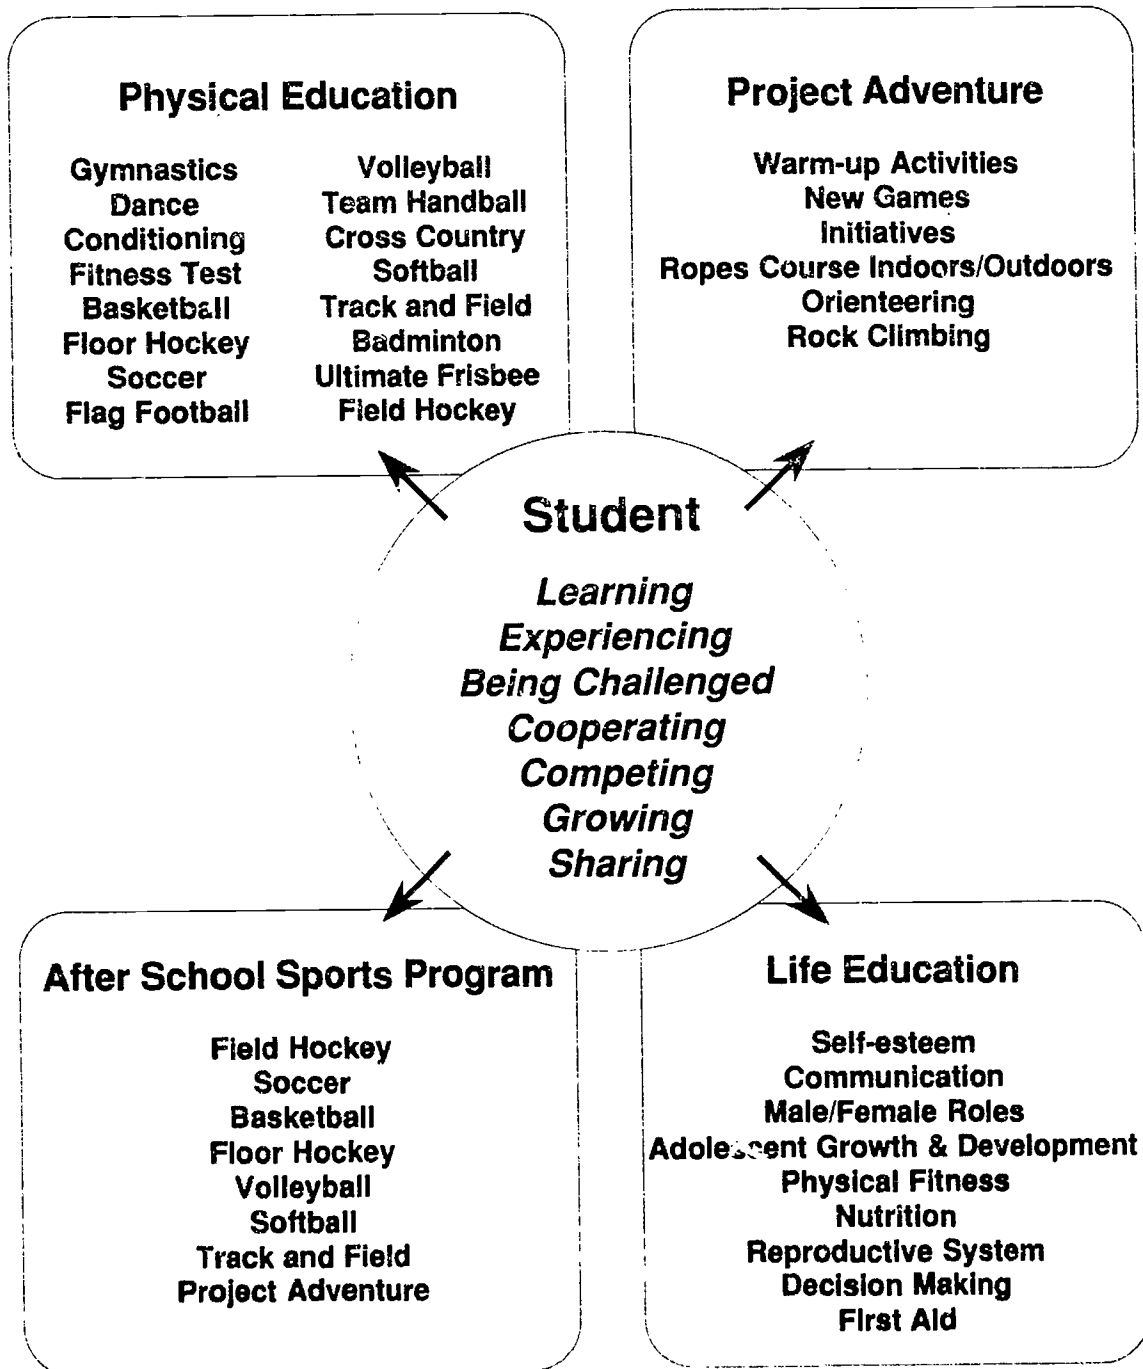 Physical Education
Gymnastics
Dance
Conditioning
Fitness Test
Basketball
Floor Hockey
Soccer
Flag Football
Volleyball
Team Handball
Cross Country
Softball
Track and Field
Badminton
Ultimate Frisbee
Field Hockey
Project Adventure
Warm-up Activities
New Games
Initiatives
Ropes Course Indoors/Outdoors
Orienteering
Rock Climbing
Student
Learning
Experiencing
Being Challenged
Cooperating
Competing
Growing
Sharing
After School Sports Program
Field Hockey
Soccer
Basketball
Floor Hockey
Volleyball
Softball
Track and Field
Project Adventure
Life Education
Self-esteem
Communication
Male/Female Roles
Adolescent Growth & Development
Physical Fitness
Nutrition
Reproductive System
Decision Making
First Aid